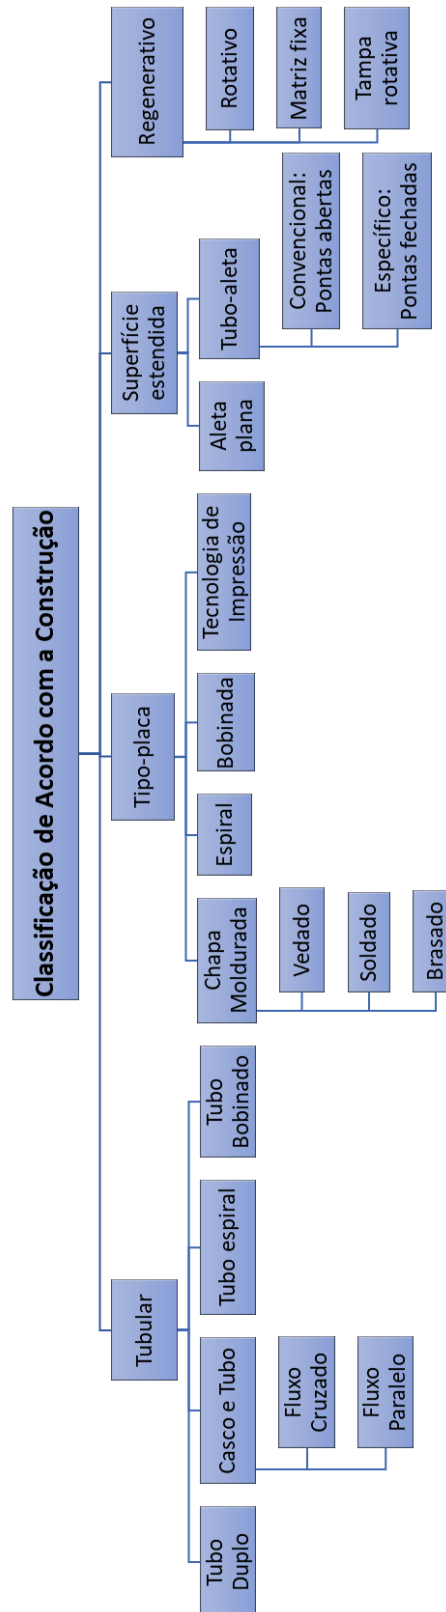 Classificação de Acordo com a Construção
Tubular
Tubo
Duplo
Casco e Tubo
Fluxo
Cruzado
Fluxo
Paralelo
Tubo espiral
Tubo
Bobinado
Tipo-placa
Chapa
Moldurada
Vedado
Soldado
Brasado
Espiral
Bobinada
Tecnologia de
Impressão
Superfície
estendida
Aleta
plana
Tubo-aleta
Convencional:
Pontas abertas
Específico:
Pontas fechadas
Regenerativo
Rotativo
Matriz fixa
Tampa
rotativa